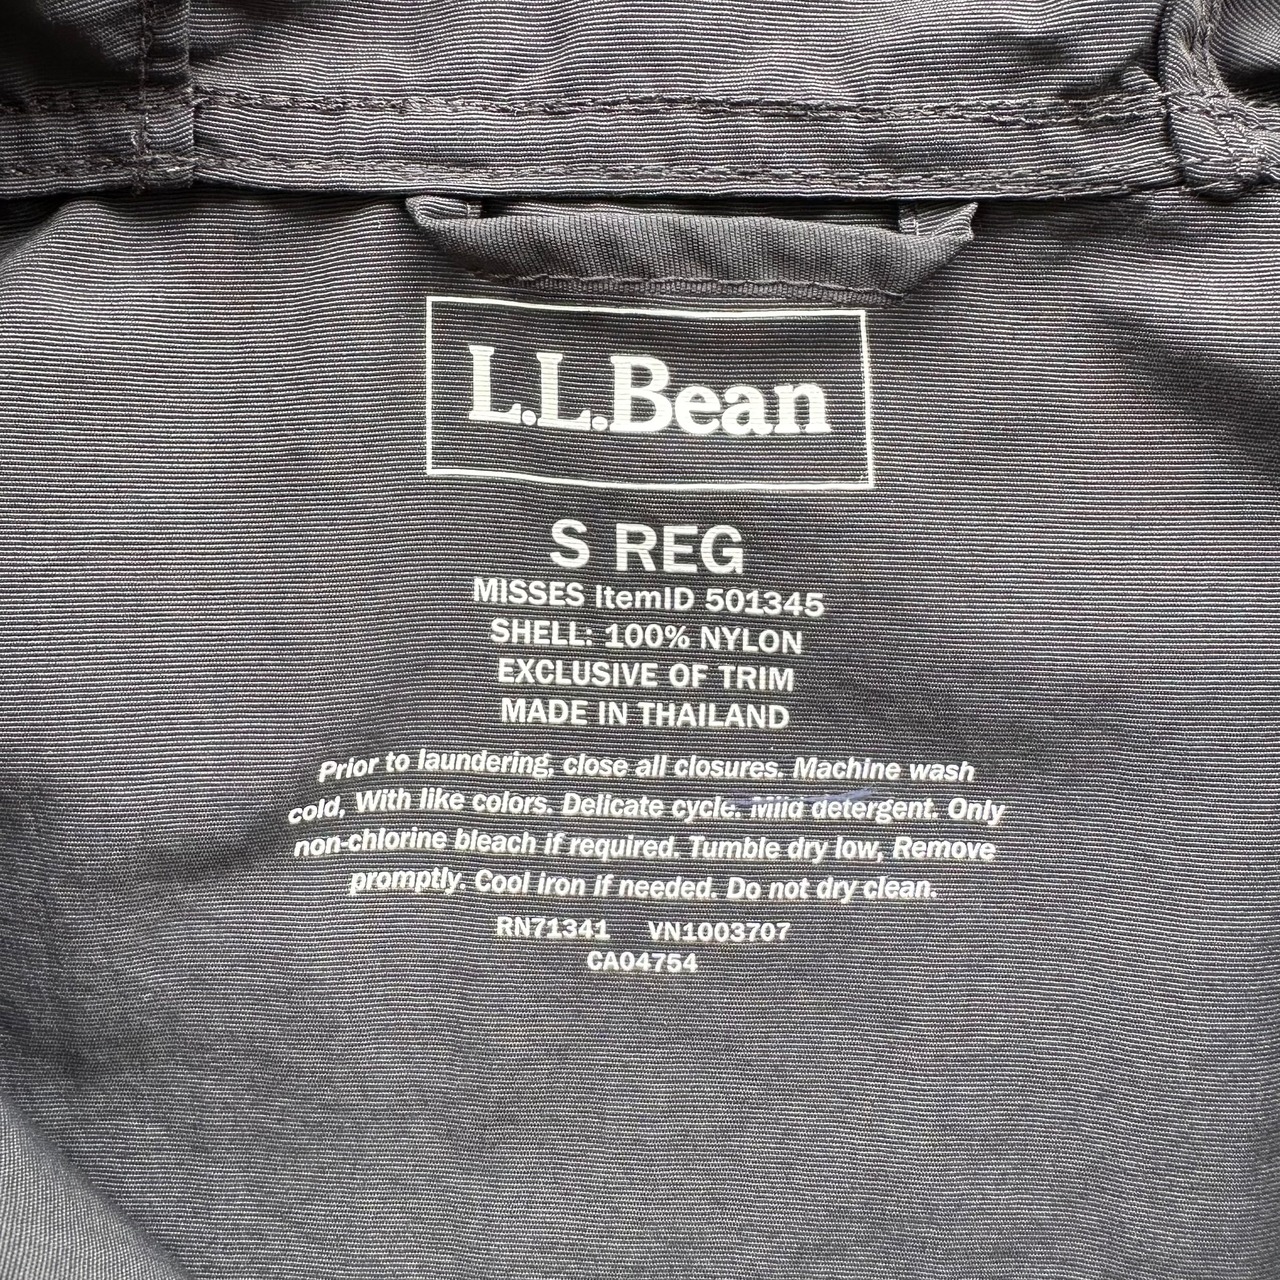 L.L.Bean
S REG
MISSES ItemID 501345
SHELL: 100% NYLON
EXCLUSIVE OF TRIM
MADE IN THAILAND
Prior to laundering, close all closures. Machine wash
cold, With like colors. Delicate cycle. Mild detergent. Only
non-chlorine bleach if required. Tumble dry low, Remove
promptly. Cool iron if needed. Do not dry clean.
RN71341 VN1003707
CA04754